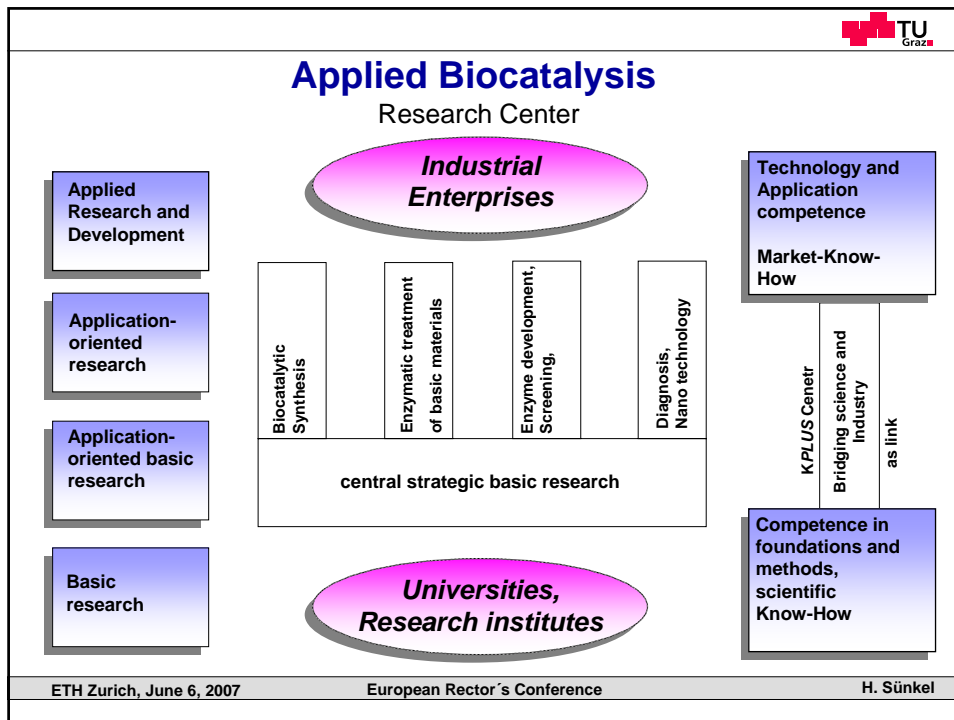 TU
Graz
Applied Biocatalysis
Research Center
Industrial
Enterprises
Applied
Research and
Development
Application-
oriented
research
Application-
oriented basic
research
Basic
research
Biocatalytic
Synthesis
Enzymatic treatment
of basic materials
Enzyme development,
Screening,
Diagnosis,
Nano technology
central strategic basic research
Universities,
Research institutes
Technology and
Application
competence
Market-Know-
How
KPLUS Cenetr
Bridging science and
Industry
as link
Competence in
foundations and
methods,
scientific
Know-How
ETH Zurich, June 6, 2007
European Rector´s Conference
H. Sünkel